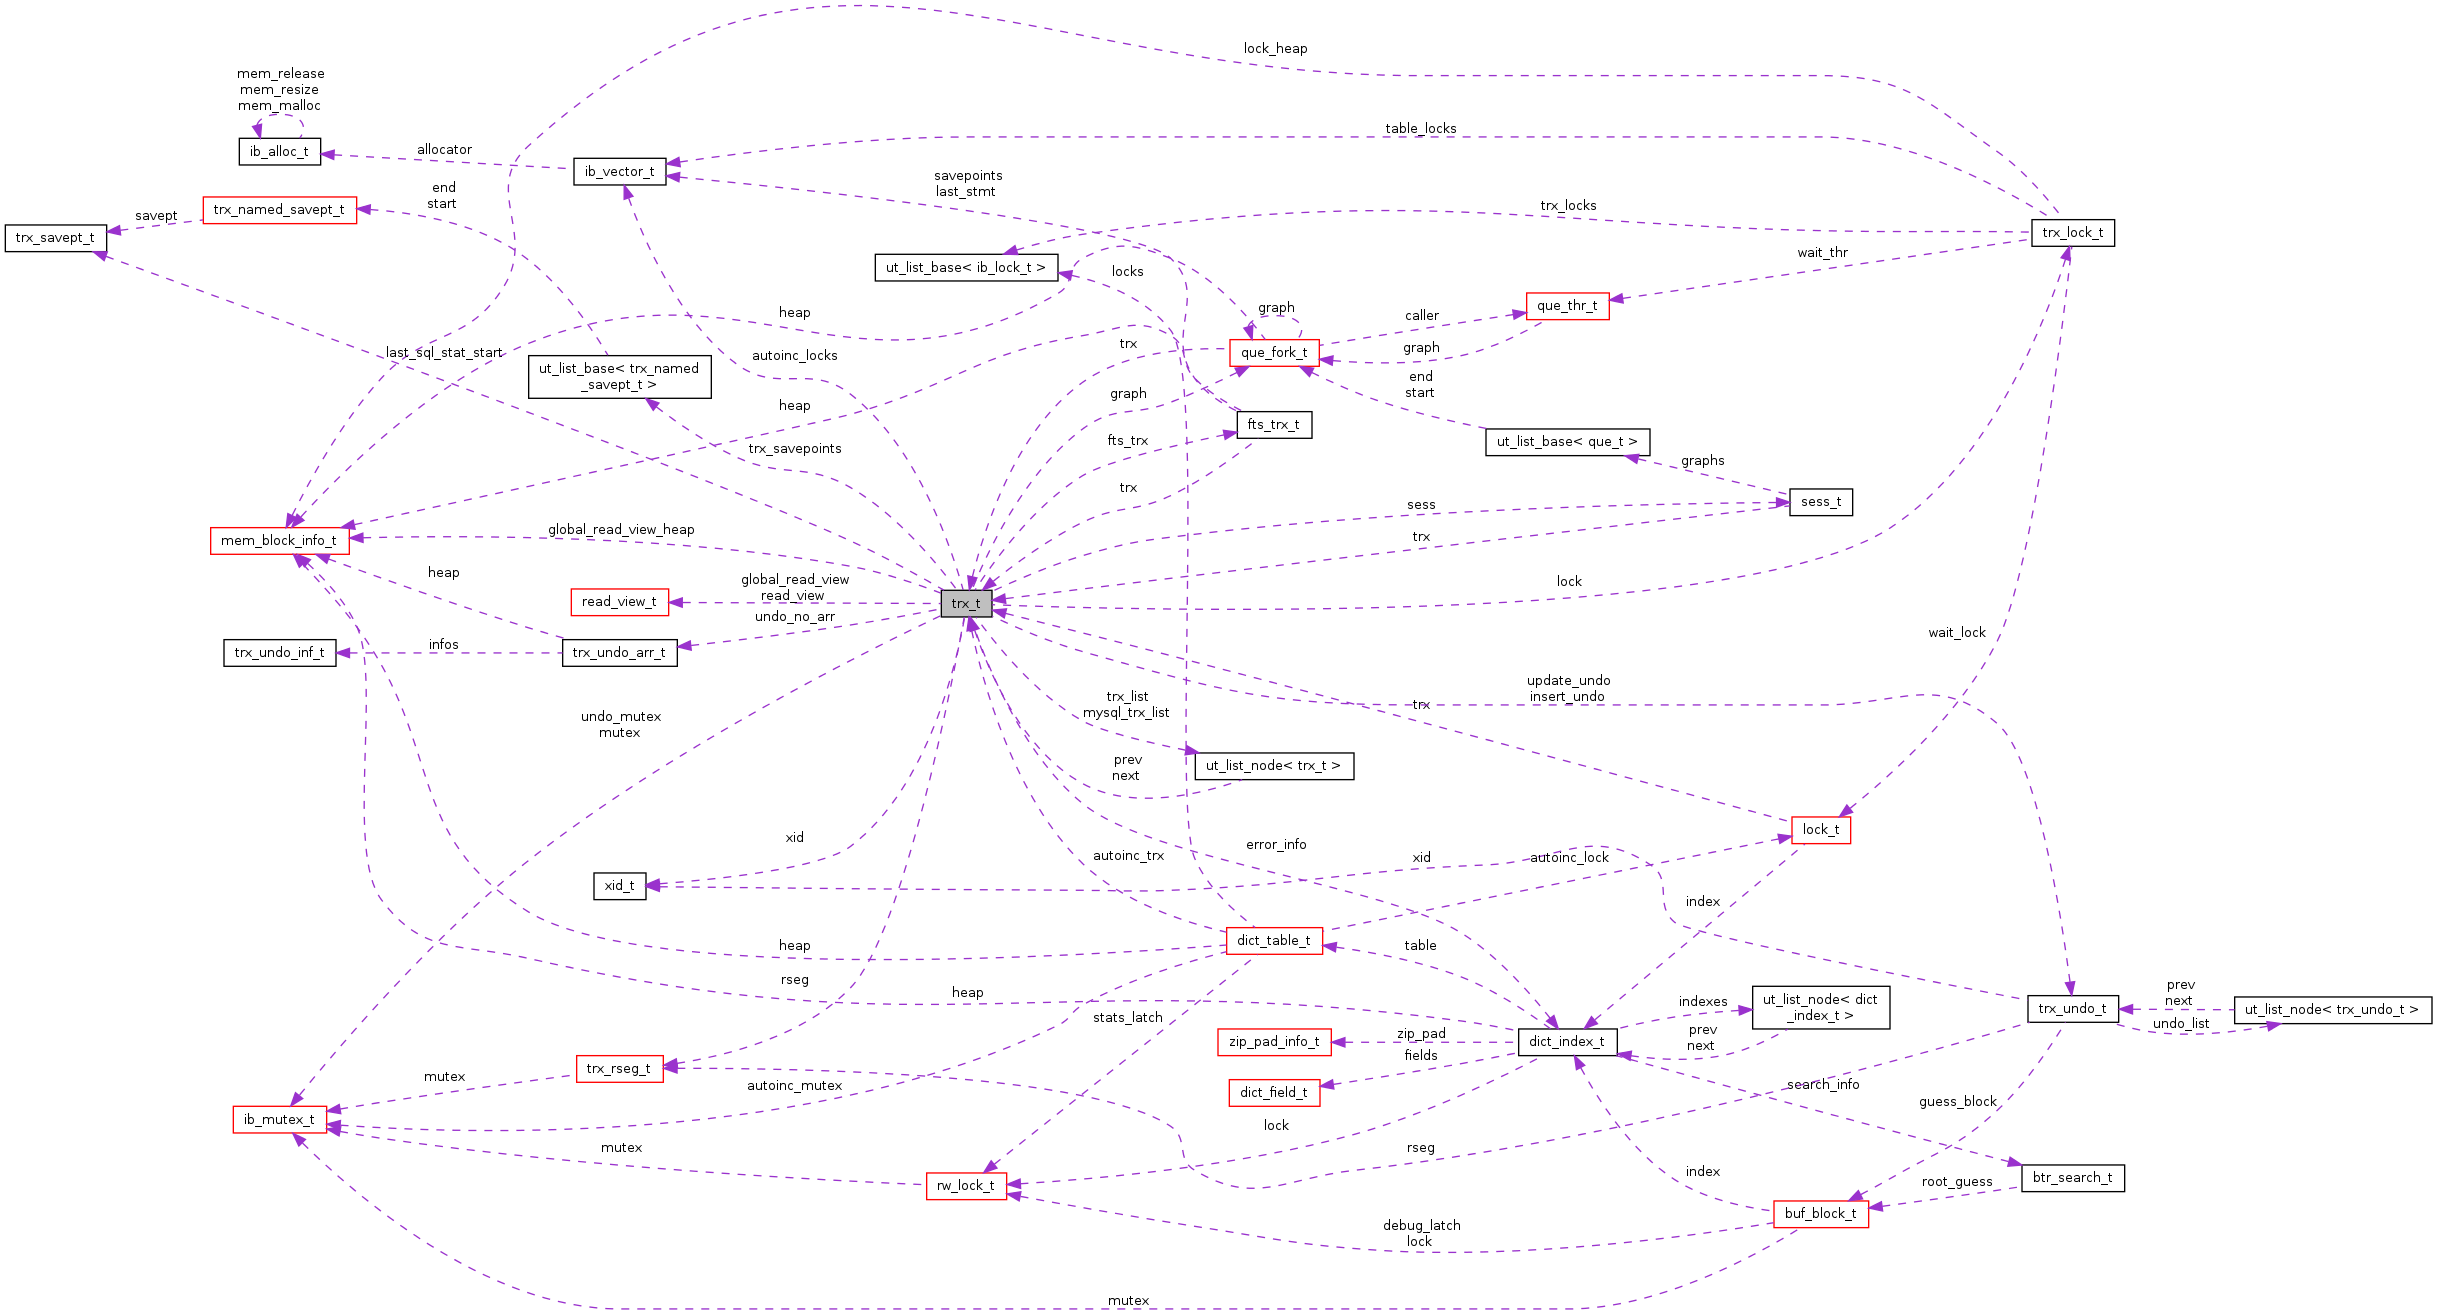 lock_heap
mem_release
mem_resize
mem_malloc
table_locks
ib_alloc_t
allocator
ib_vector_t
savepoints
last_stmt
end
start
trx_named_savept_t
savept
trx_savept_t
trx_locks
trx_lock_t
wait_thr
ut_list_base< ib_lock_t >
locks
graph
que_thr_t
heap
caller
trx
que_fork_t
graph
last_sql_stat_start
autoinc_locks
ut_list_base< trx_named
_savept_t >
end
start
graph
heap
fts_trx_t
fts_trx
ut_list_base< que_t >
trx_savepoints
graphs
trx
sess_t
sess
global_read_view_heap
mem_block_info_t
trx
heap
global_read_view
read_view
read_view_t
trx_t
lock
undo_no_arr
wait_lock
trx_undo_inf_t
infos
trx_undo_arr_t
update_undo
insert_undo
trx
trx_list
mysql_trx_list
undo_mutex
mutex
prev
next
ut_list_node< trx_t >
lock_t
xid
error_info
autoinc_trx
xid
autoinc_lock
xid_t
index
dict_table_t
table
heap
rseg
heap
indexes
ut_list_node< dict
_index_t >
prev
next
trx_undo_t
prev
next
ut_list_node< trx_undo_t >
undo_list
stats_latch
zip_pad_info_t
zip_pad
dict_index_t
fields
trx_rseg_t
mutex
autoinc_mutex
dict_field_t
search_info
guess_block
ib_mutex_t
lock
mutex
rseg
index
btr_search_t
root_guess
rw_lock_t
buf_block_t
debug_latch
lock
mutex